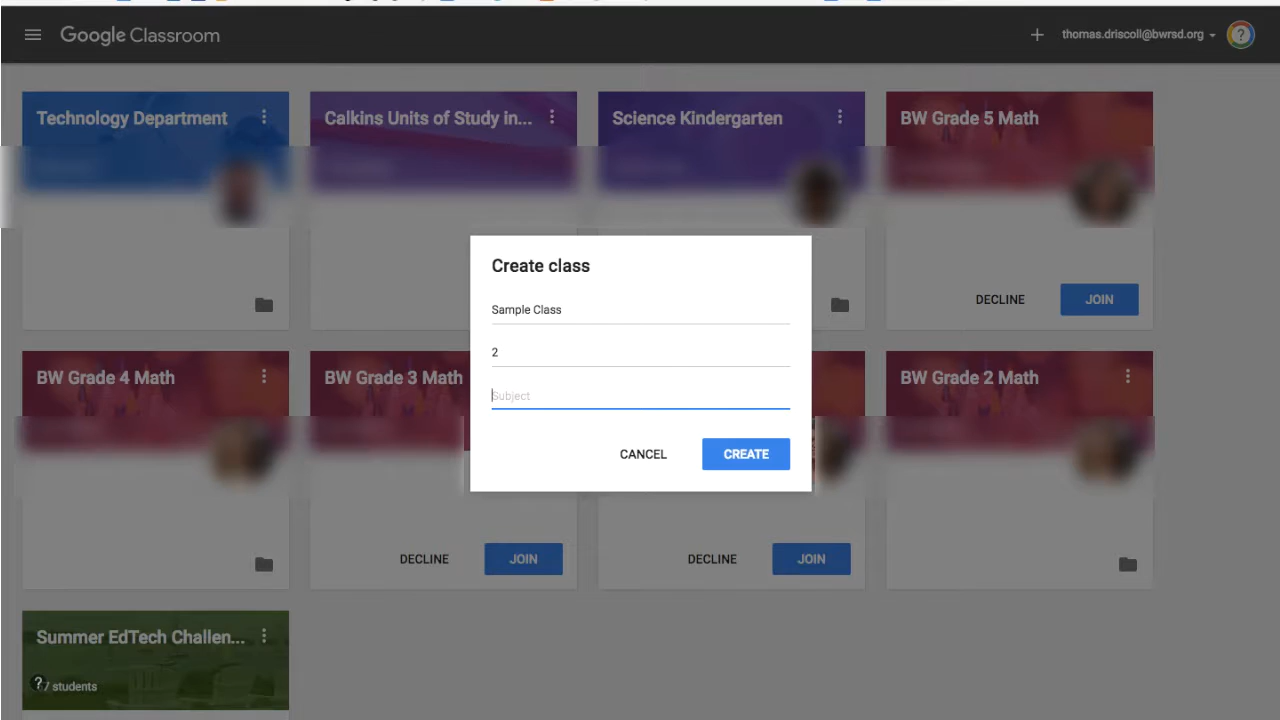 Google Classroom
thomas.driscoll@bwrsd.org
Technology Department
Calkins Units of Study in...
Science Kindergarten
BW Grade 5 Math
Create class
Sample Class
2
Subject
CANCEL
CREATE
DECLINE
JOIN
BW Grade 4 Math
BW Grade 3 Math
BW Grade 2 Math
DECLINE
JOIN
DECLINE
JOIN
Summer EdTech Challen...
students